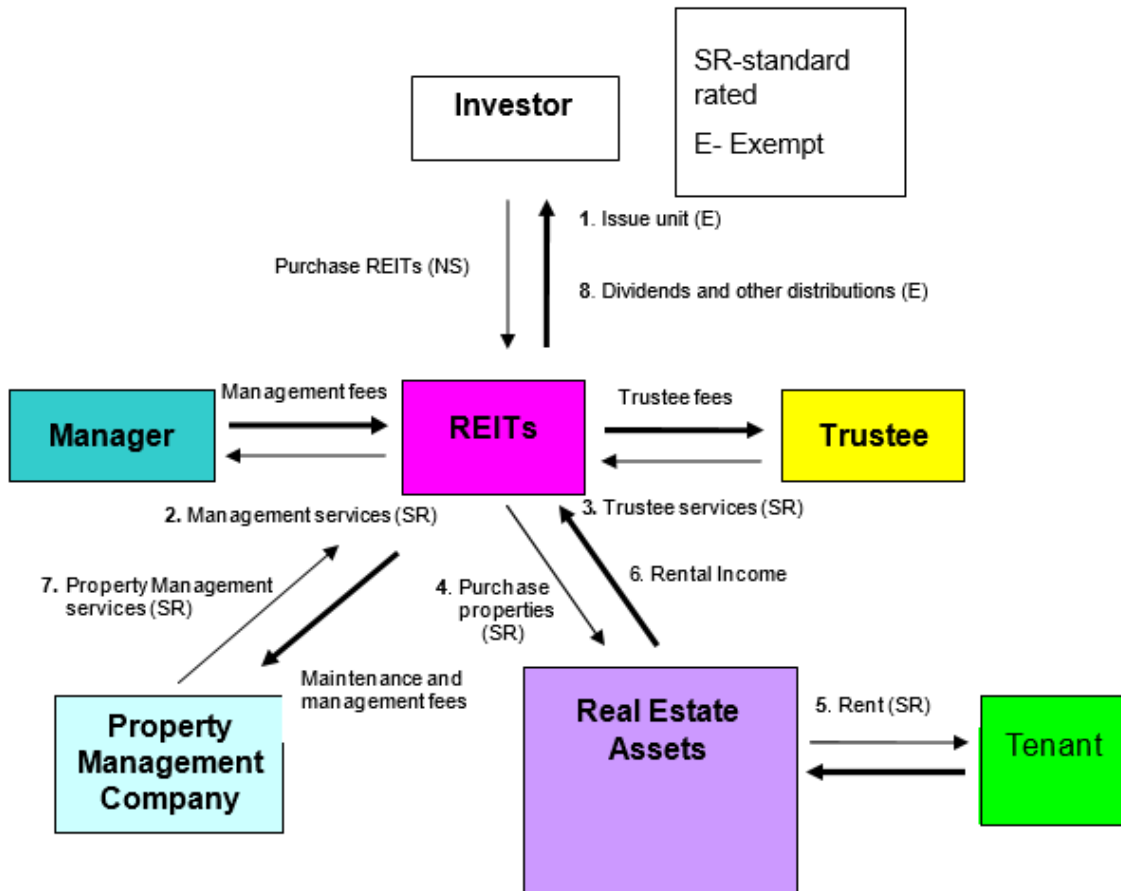 Investor
SR-standard
rated
E- Exempt
1. Issue unit (E)
Purchase REITs (NS)
8. Dividends and other distributions (E)
Management fees
Trustee fees
Manager
REITs
Trustee
2. Management services (SR)
3. Trustee services (SR)
7. Property Management
services (SR)
4. Purchase
properties
(SR)
6. Rental Income
Maintenance and
management fees
Property
Management
Company
Real Estate
Assets
5. Rent (SR)
Tenant